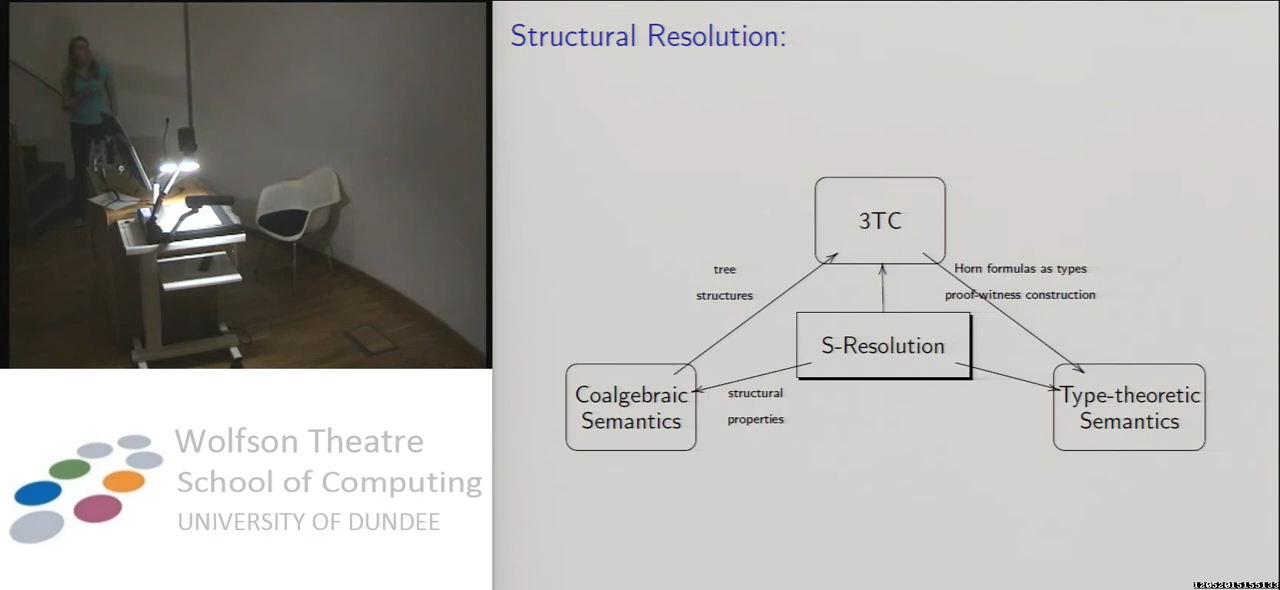 Structural Resolution:
3TC
tree
structures
Horn formulas as types
proof-witness construction
S-Resolution
Coalgebraic
Semantics
structural
properties
Type-theoretic
Semantics
Wolfson Theatre
School of Computing
UNIVERSITY OF DUNDEE